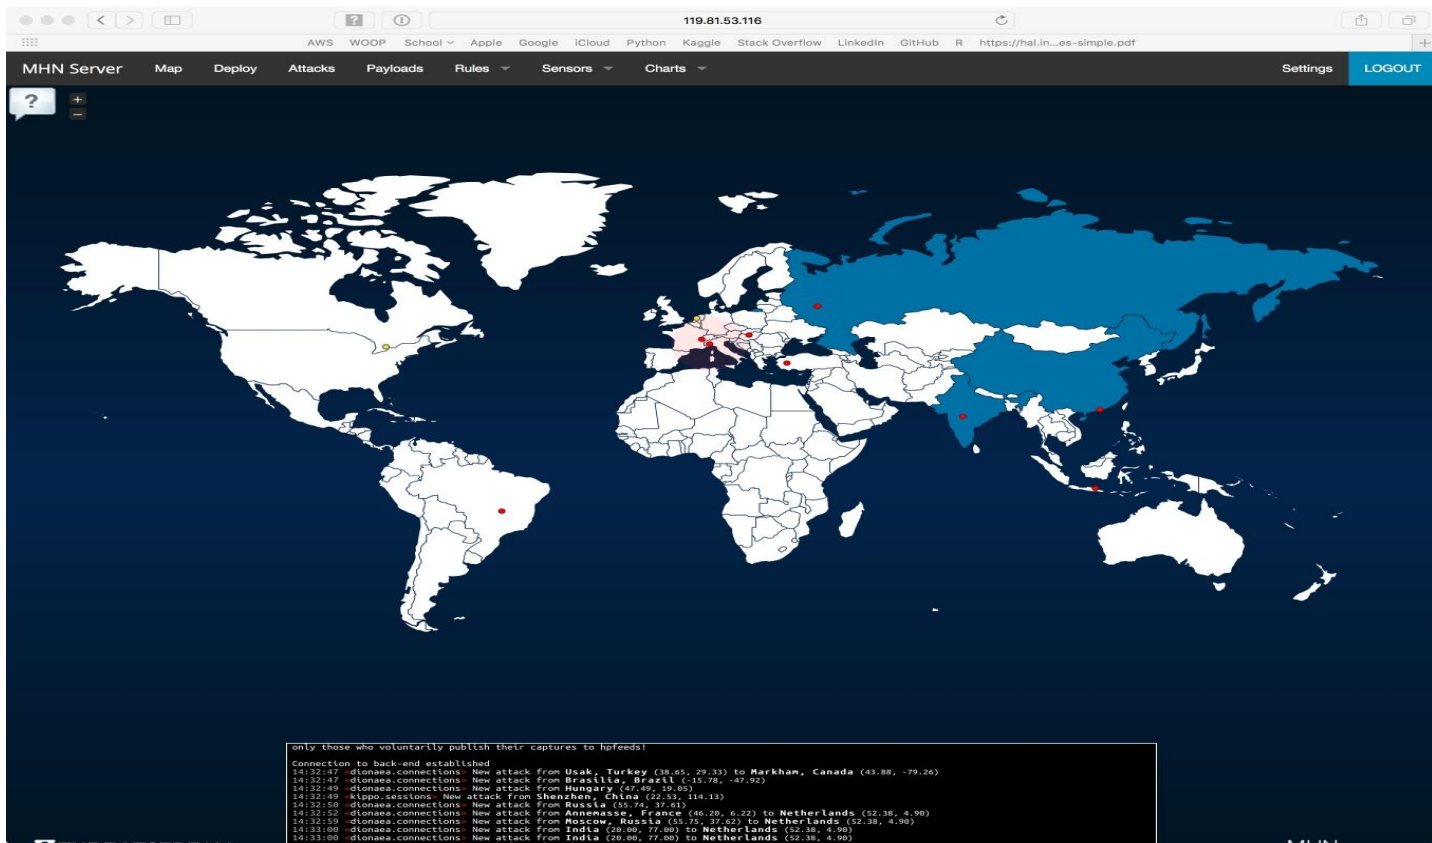 119.81.53.116
AWS WOOP School Apple Google iCloud Python Kaggle Stack Overflow LinkedIn GitHub R https://hal.in...es-simple.pdf
MHN Server Map Deploy Attacks Payloads Rules Sensors Charts Settings LOGOUT
?
+
−
only those who voluntarily publish their captures to hpfeeds!
Connection to back-end established
14:32:47 <dionaea.connections> New attack from Usak, Turkey (38.65, 29.33) to Markham, Canada (43.88, -79.26)
14:32:47 <dionaea.connections> New attack from Brasilia, Brazil (-15.78, -47.92)
14:32:49 <dionaea.connections> New attack from Hungary (47.49, 19.05)
14:32:49 <kippo.sessions> New attack from Shenzhen, China (22.53, 114.13)
14:32:50 <dionaea.connections> New attack from Russia (55.74, 37.61)
14:32:52 <dionaea.connections> New attack from Annemasse, France (46.20, 6.22) to Netherlands (52.38, 4.90)
14:32:59 <dionaea.connections> New attack from Moscow, Russia (55.75, 37.62) to Netherlands (52.38, 4.90)
14:33:00 <dionaea.connections> New attack from India (20.00, 77.00) to Netherlands (52.38, 4.90)
14:33:00 <dionaea.connections> New attack from India (20.00, 77.00) to Netherlands (52.38, 4.90)